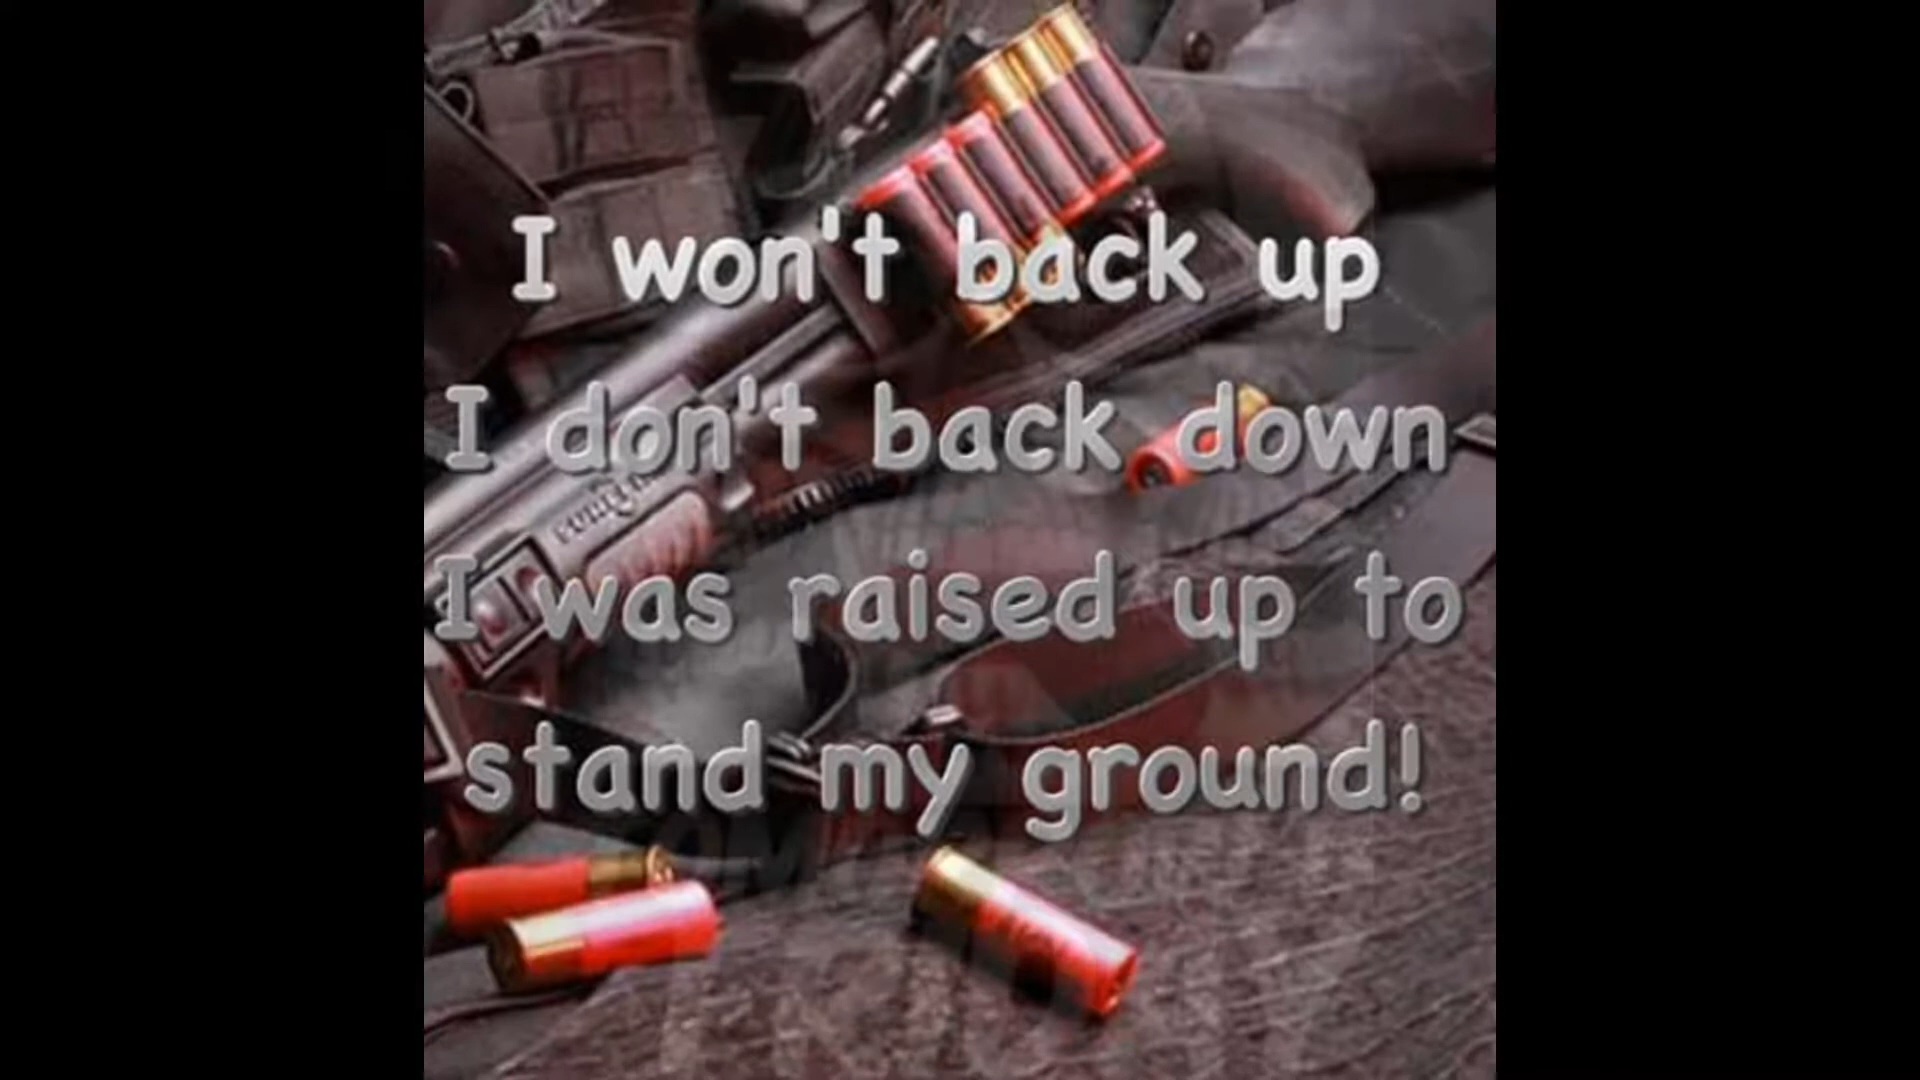 I won't back up
I don't back down
I was raised up to
stand my ground!